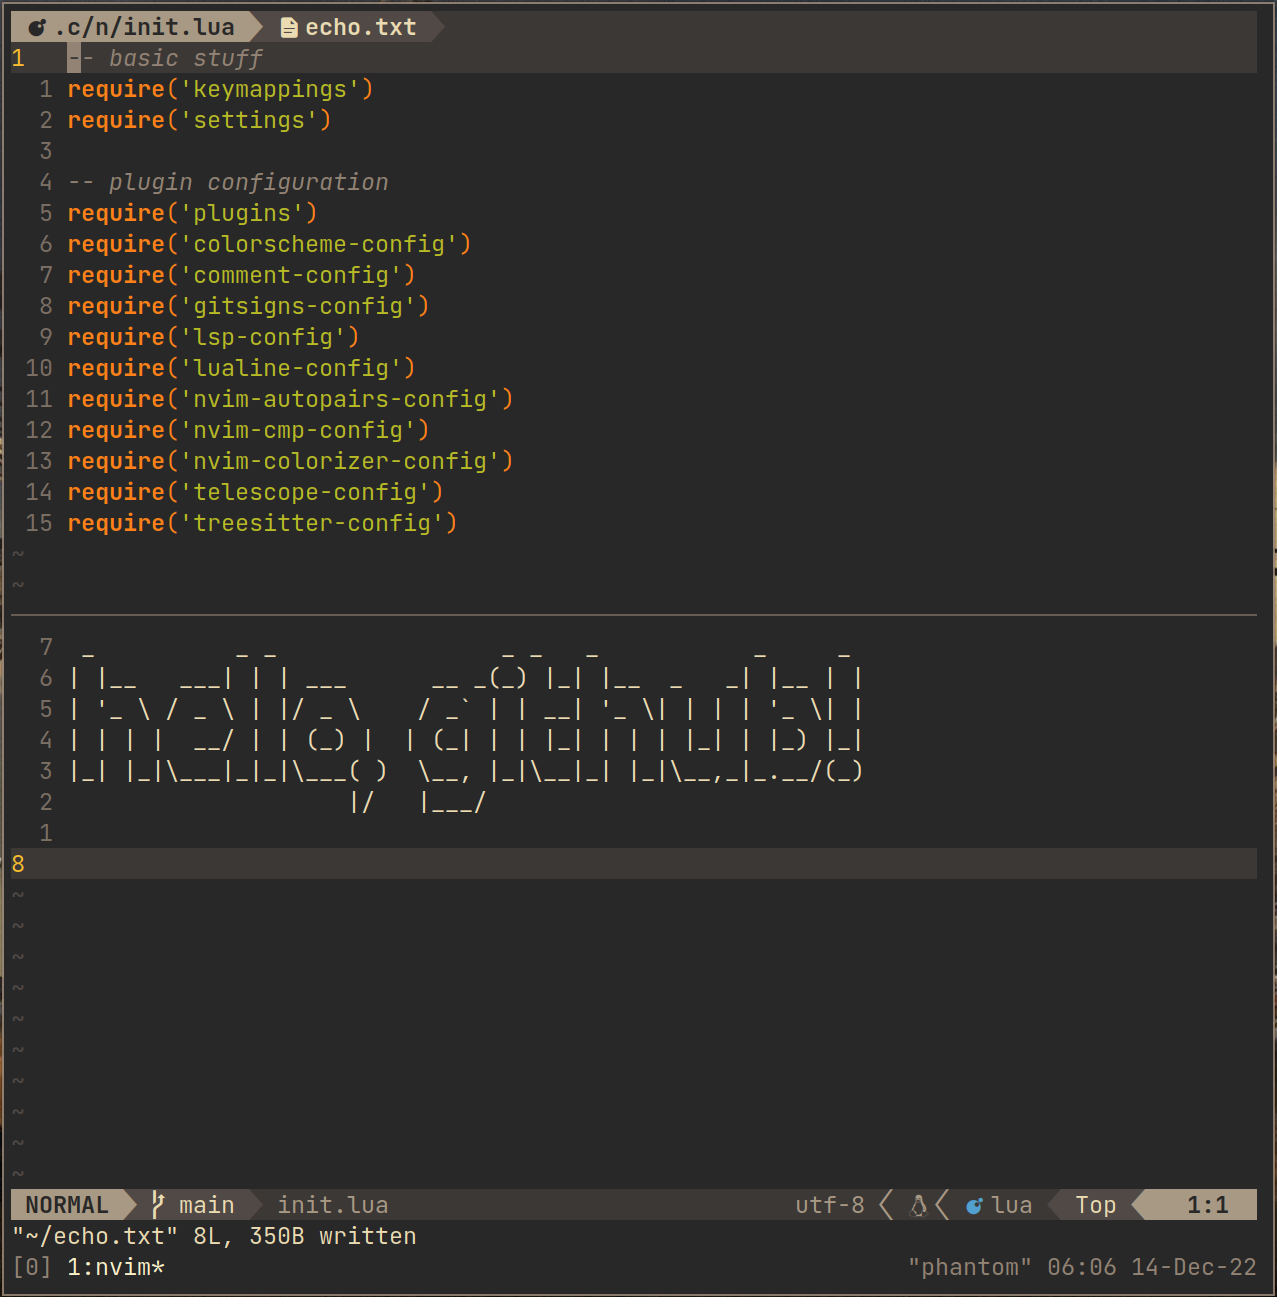 .c/n/init.lua echo.txt
1 -- basic stuff
1 require('keymappings')
2 require('settings')
3
4 -- plugin configuration
5 require('plugins')
6 require('colorscheme-config')
7 require('comment-config')
8 require('gitsigns-config')
9 require('lsp-config')
10 require('lualine-config')
11 require('nvim-autopairs-config')
12 require('nvim-cmp-config')
13 require('nvim-colorizer-config')
14 require('telescope-config')
15 require('treesitter-config')
~
~
7  _          _ _                _ _   _           _     _
6 | |__   ___| | | ___      __ _(_) |_| |__  _   _| |__ | |
5 | '_ \ / _ \ | |/ _ \    / _` | | __| '_ \| | | | '_ \| |
4 | | | |  __/ | | (_) |  | (_| | | |_| | | | |_| | |_) |_|
3 |_| |_|\___|_|_|\___( )  \__, |_|\__|_| |_|\__,_|_.__/(_)
2                     |/   |___/
1
8
~
~
~
~
~
~
~
~
~
~
NORMAL main init.lua utf-8 lua Top 1:1
"~/echo.txt" 8L, 350B written
[0] 1:nvim* "phantom" 06:06 14-Dec-22